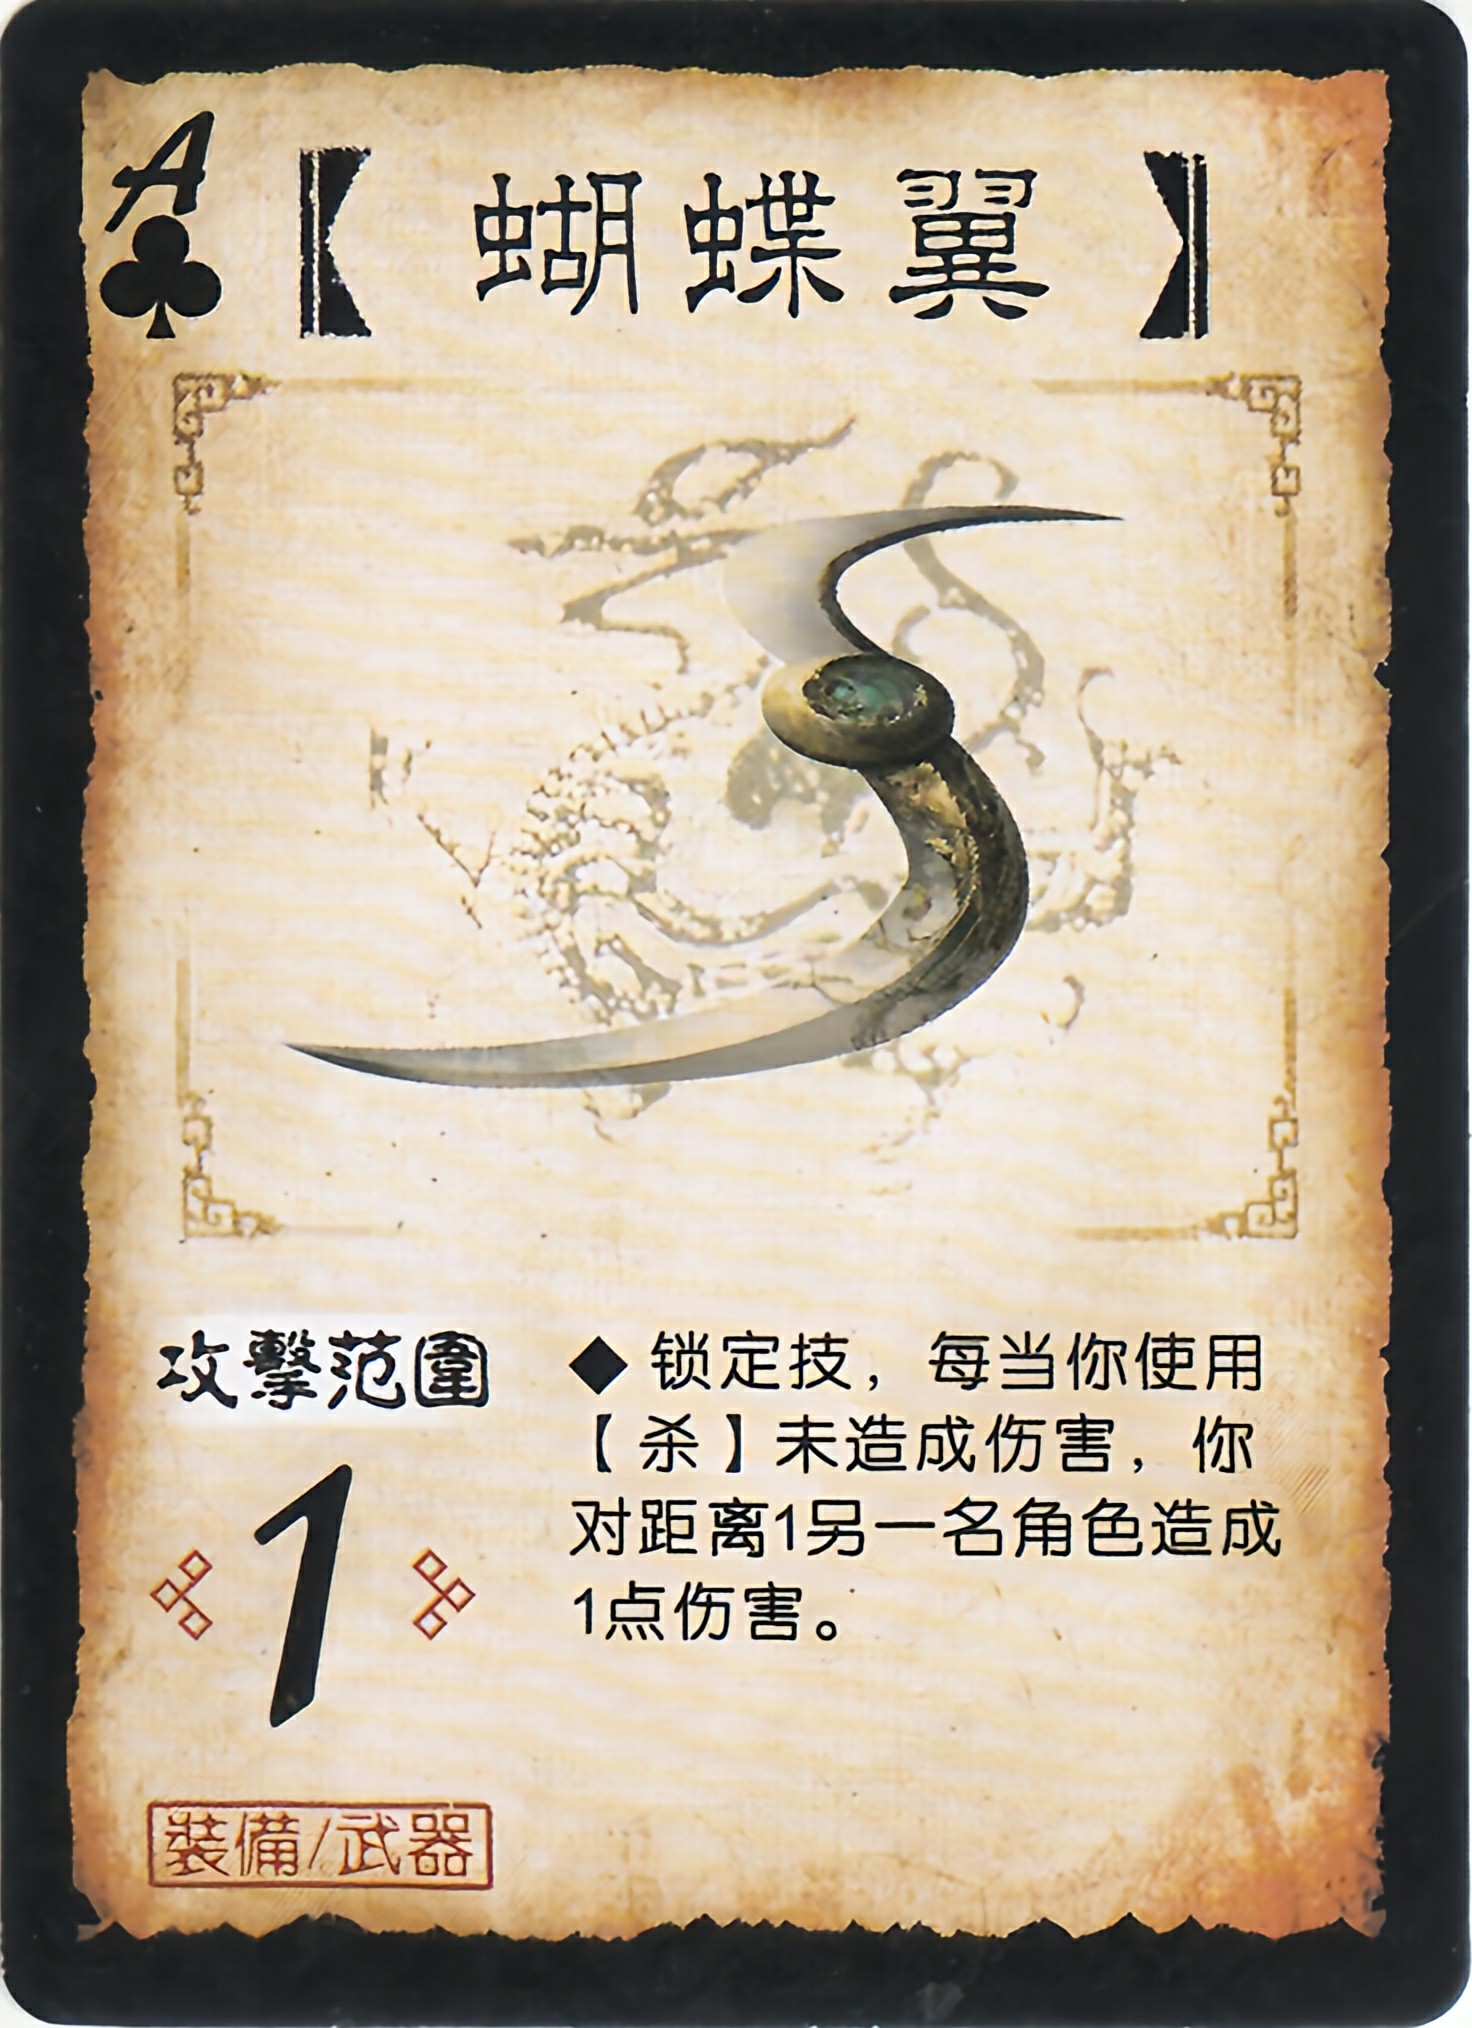 A
【蝴蝶翼】
攻擊范圍
1
◆锁定技，每当你使用
【杀】未造成伤害，你
对距离1另一名角色造成
1点伤害。
裝備/武器